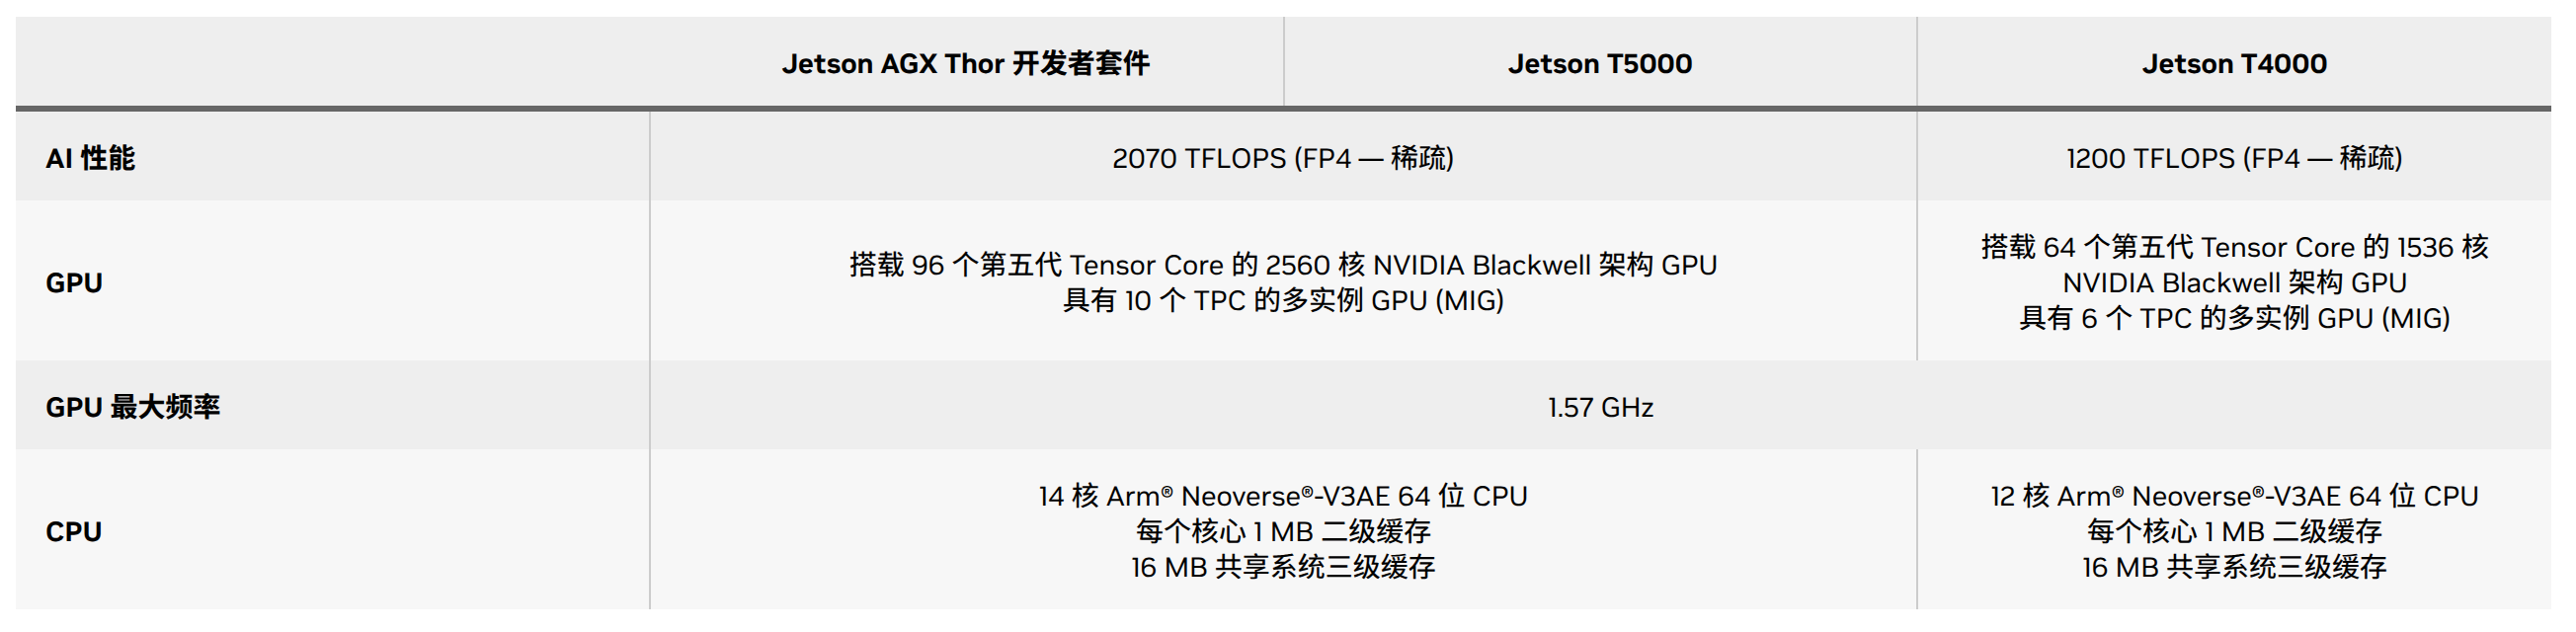 Jetson AGX Thor 开发者套件
Jetson T5000
Jetson T4000
AI 性能
2070 TFLOPS (FP4 — 稀疏)
1200 TFLOPS (FP4 — 稀疏)
GPU
搭载 96 个第五代 Tensor Core 的 2560 核 NVIDIA Blackwell 架构 GPU
具有 10 个 TPC 的多实例 GPU (MIG)
搭载 64 个第五代 Tensor Core 的 1536 核
NVIDIA Blackwell 架构 GPU
具有 6 个 TPC 的多实例 GPU (MIG)
GPU 最大频率
1.57 GHz
CPU
14 核 Arm® Neoverse®-V3AE 64 位 CPU
每个核心 1 MB 二级缓存
16 MB 共享系统三级缓存
12 核 Arm® Neoverse®-V3AE 64 位 CPU
每个核心 1 MB 二级缓存
16 MB 共享系统三级缓存